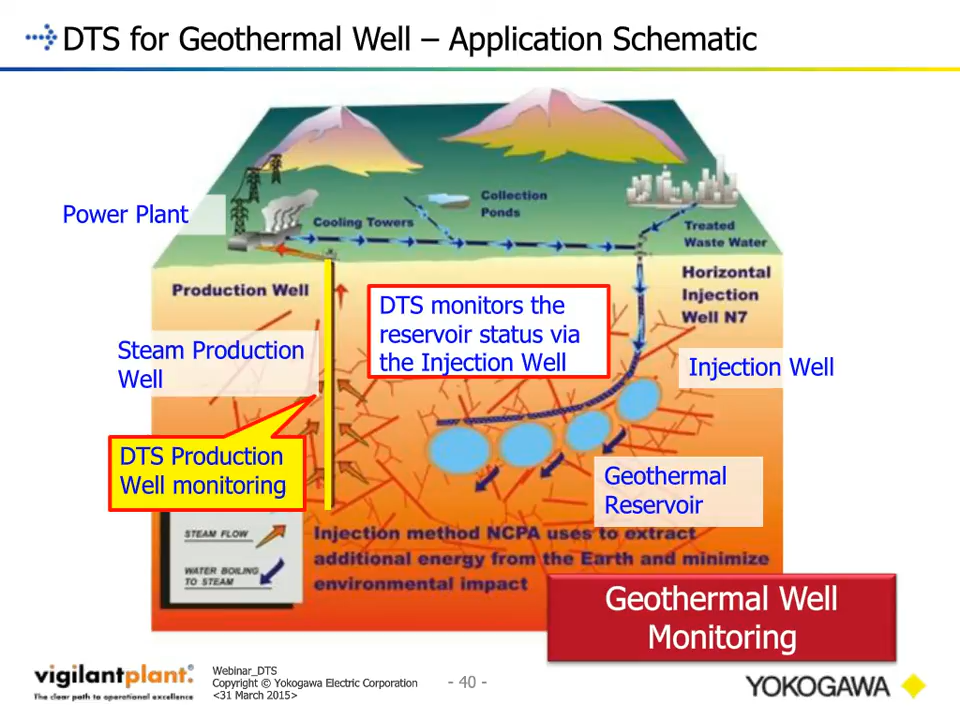 DTS for Geothermal Well – Application Schematic
Power Plant
Cooling Towers
Collection
Ponds
Treated
Waste Water
Production Well
Horizontal
Injection
Well N7
DTS monitors the
reservoir status via
the Injection Well
Steam Production
Well
Injection Well
DTS Production
Well monitoring
Geothermal
Reservoir
STEAM FLOW
WATER BOILING
TO STEAM
Injection method NCPA uses to extract
additional energy from the Earth and minimize
environmental impact
Geothermal Well
Monitoring
vigilantplant.®
The clear path to operational excellence
Webinar_DTS
Copyright © Yokogawa Electric Corporation
<31 March 2015>
- 40 -
YOKOGAWA